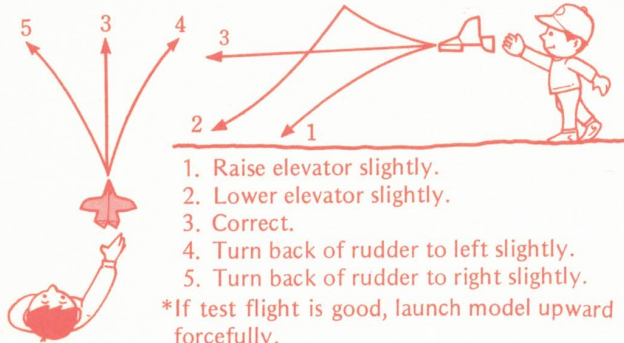 5 3 4
3
2 1
1. Raise elevator slightly.
2. Lower elevator slightly.
3. Correct.
4. Turn back of rudder to left slightly.
5. Turn back of rudder to right slightly.
*If test flight is good, launch model upward
forcefully.